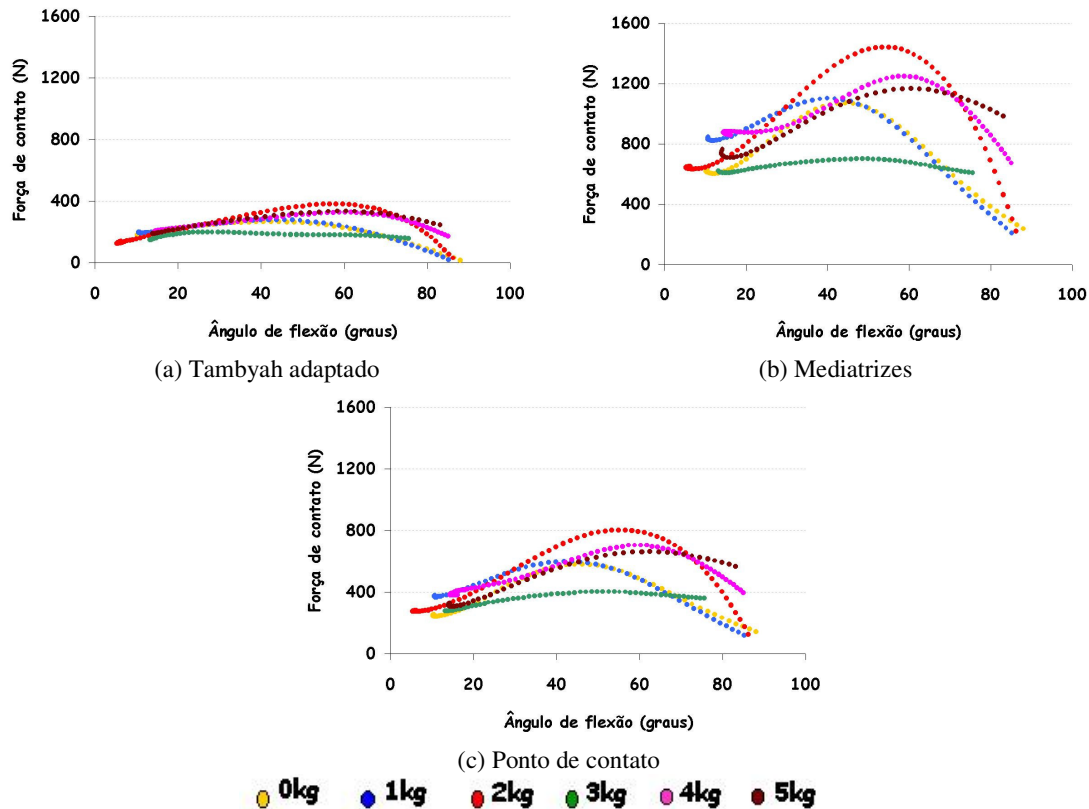 1600
1200
800
400
0
Força de contato (N)
0 20 40 60 80 100
Ângulo de flexão (graus)
(a) Tambyah adaptado
1600
1200
800
400
0
Força de contato (N)
0 20 40 60 80 100
Ângulo de flexão (graus)
(b) Mediatrizes
1600
1200
800
400
0
Força de contato (N)
0 20 40 60 80 100
Ângulo de flexão (graus)
(c) Ponto de contato
0kg 1kg 2kg 3kg 4kg 5kg